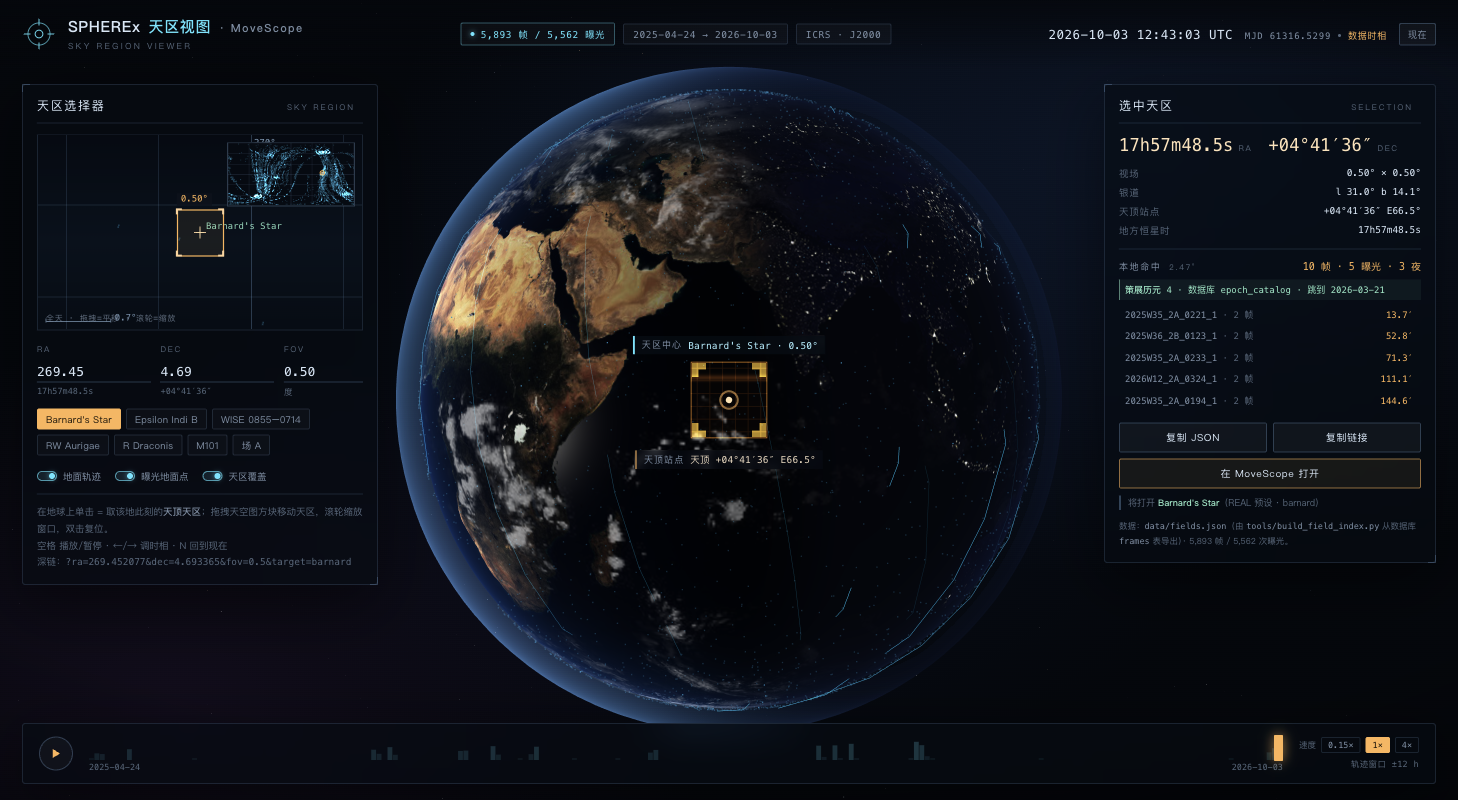 SPHEREx 天区视图 · MoveScope
SKY REGION VIEWER
5,893 帧 / 5,562 曝光
2025-04-24 → 2026-10-03
ICRS · J2000
2026-10-03 12:43:03 UTC MJD 61316.5299 • 数据时相
现在
天区选择器
SKY REGION
270°
0.50°
Barnard's Star
全天 · 拖拽=平移 滚轮=缩放
0.7°
RA
DEC
FOV
269.45
4.69
0.50
17h57m48.5s
+04°41′36″
度
Barnard's Star
Epsilon Indi B
WISE 0855−0714
RW Aurigae
R Draconis
M101
场 A
地面轨迹
曝光地面点
天区覆盖
在地球上单击 = 取该地此刻的天顶天区；拖拽天空图方块移动天区，滚轮缩放
窗口，双击复位。
空格 播放/暂停 · ←/→ 调时相 · N 回到现在
深链：?ra=269.452077&dec=4.693365&fov=0.5&target=barnard
天区中心 Barnard's Star · 0.50°
天顶站点 天顶 +04°41′36″ E66.5°
选中天区
SELECTION
17h57m48.5s RA +04°41′36″ DEC
视场 0.50° × 0.50°
银道 l 31.0° b 14.1°
天顶站点 +04°41′36″ E66.5°
地方恒星时 17h57m48.5s
本地命中 2.47° 10 帧 · 5 曝光 · 3 夜
策展历元 4 · 数据库 epoch_catalog · 跳到 2026-03-21
2025W35_2A_0221_1 · 2 帧 13.7′
2025W36_2B_0123_1 · 2 帧 52.8′
2025W35_2A_0233_1 · 2 帧 71.3′
2026W12_2A_0324_1 · 2 帧 111.1′
2025W35_2A_0194_1 · 2 帧 144.6′
复制 JSON
复制链接
在 MoveScope 打开
将打开 Barnard's Star (REAL 预设 · barnard)
数据：data/fields.json (由 tools/build_field_index.py 从数据库
frames 表导出) · 5,893 帧 / 5,562 次曝光。
2025-04-24
2026-10-03
速度
0.15×
1×
4×
轨迹窗口 ±12 h